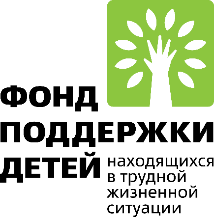 ФОНД
ПОДДЕРЖКИ
ДЕТЕЙ
находящихся
в трудной
жизненной
ситуации